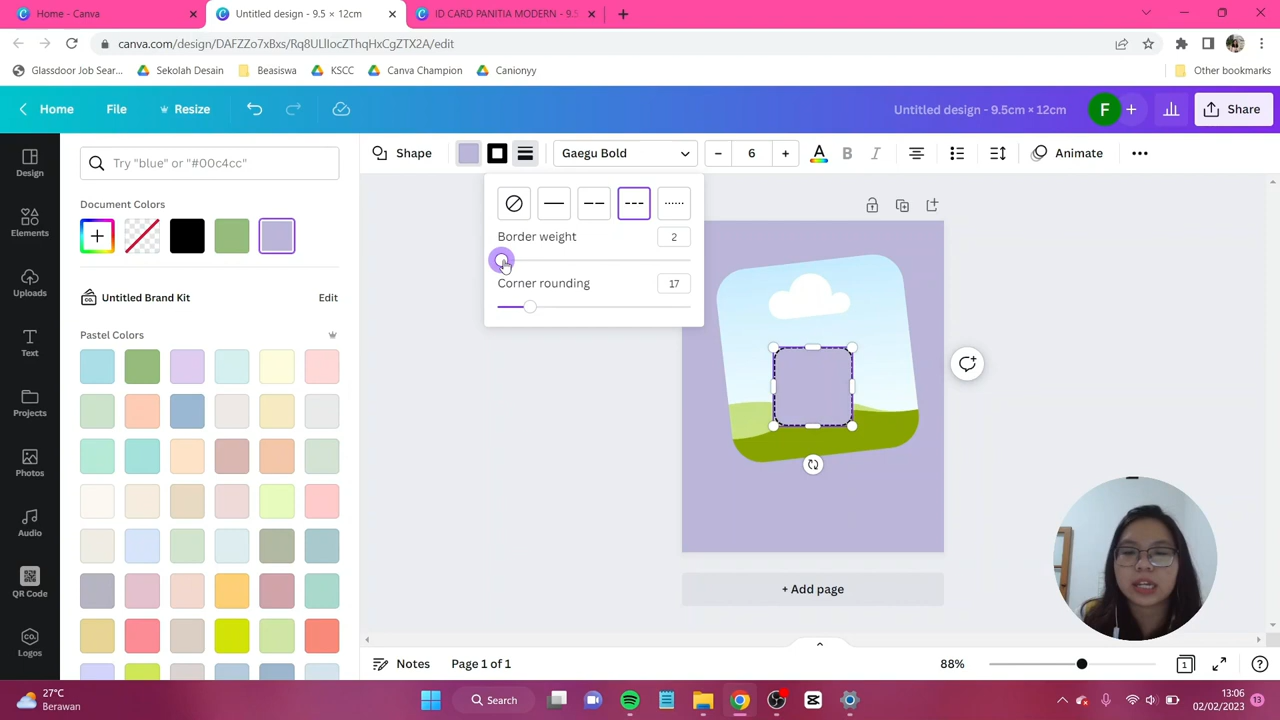 Home - Canva
Untitled design - 9.5 × 12cm
ID CARD PANITIA MODERN - 9.5
canva.com/design/DAFZZo7xBxs/Rq8ULlIocZThqHxCgZTX2A/edit
Glassdoor Job Sear...
Sekolah Desain
Beasiswa
KSCC
Canva Champion
Canionyy
Other bookmarks
Home
File
Resize
Untitled design - 9.5cm × 12cm
F
Share
Design
Elements
Uploads
Text
Projects
Photos
Audio
QR Code
Logos
Try "blue" or "#00c4cc"
Document Colors
Untitled Brand Kit
Edit
Pastel Colors
Shape
Gaegu Bold
6
A
B
I
Animate
Border weight
2
Corner rounding
17
+ Add page
Notes
Page 1 of 1
88%
1
27°C
Berawan
Search
13:06
02/02/2023